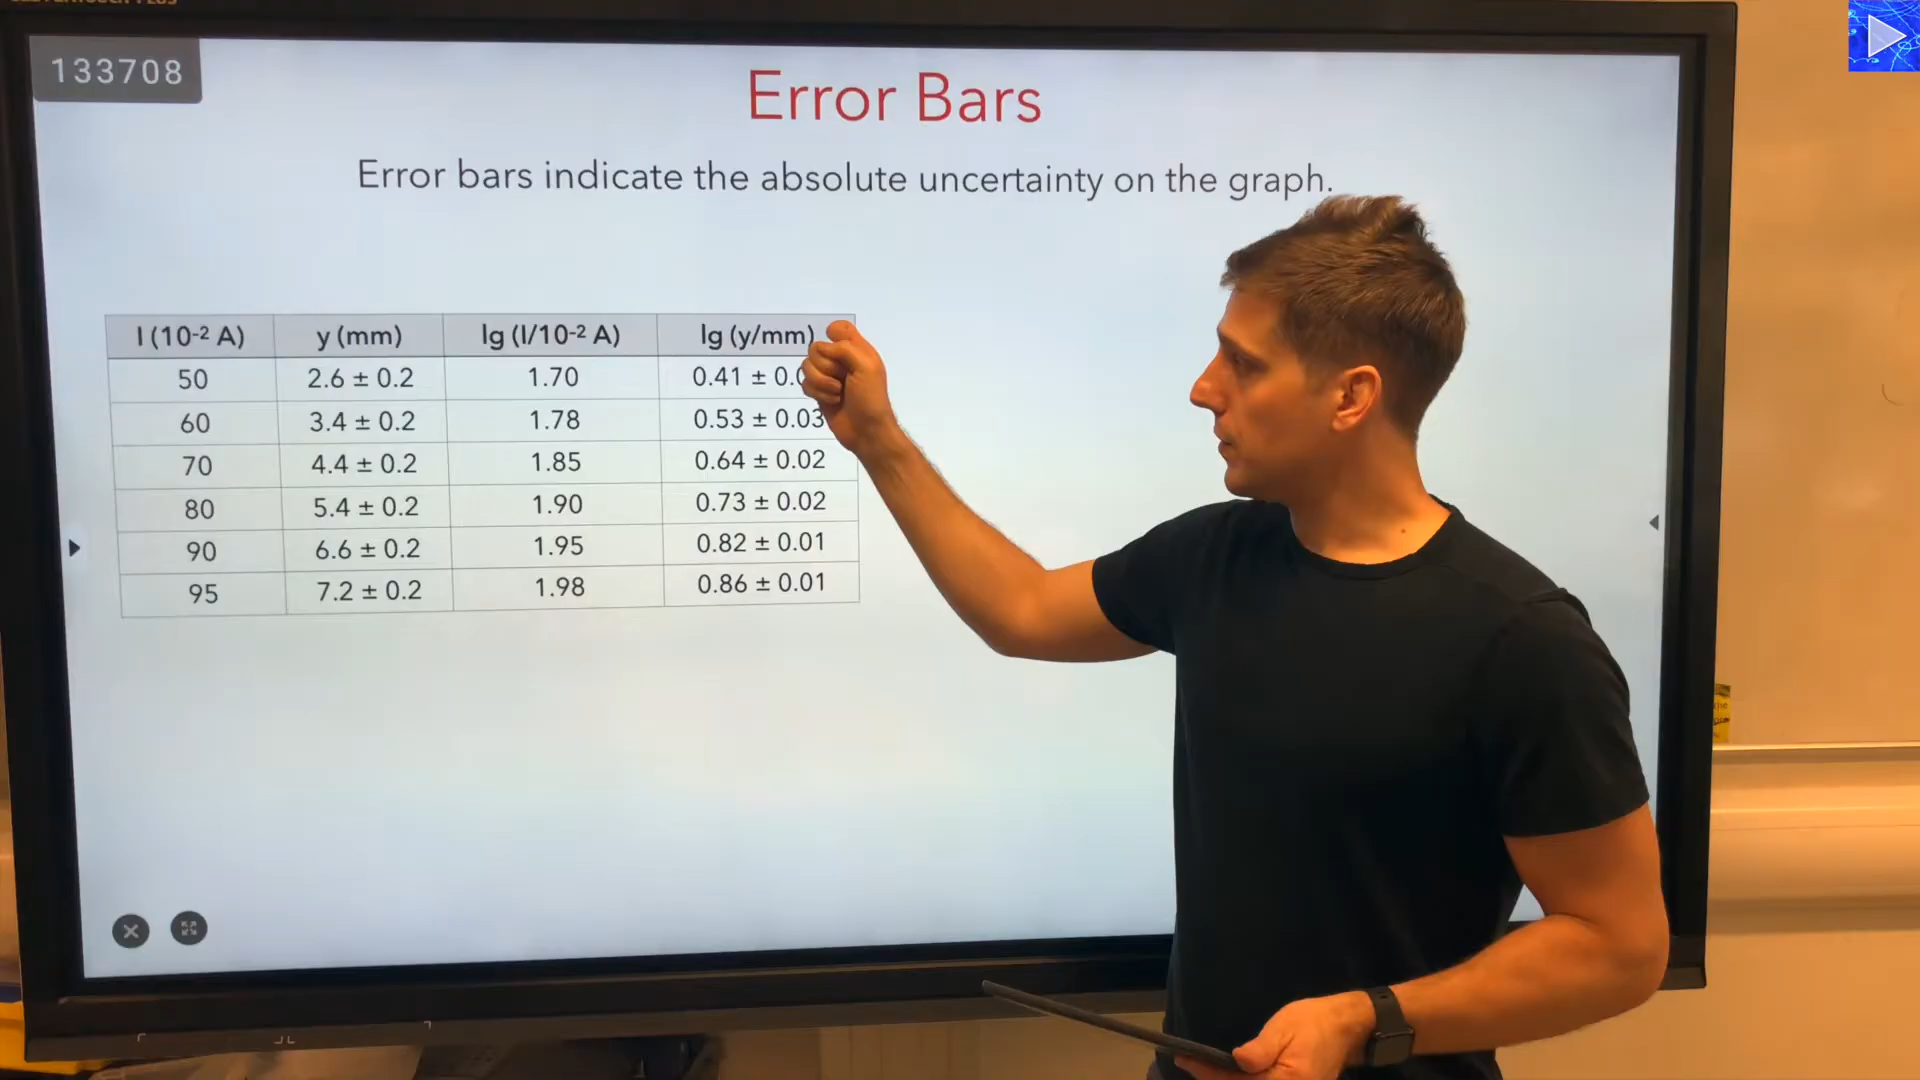 133708
Error Bars
Error bars indicate the absolute uncertainty on the graph.
I (10-2 A) y (mm) lg (I/10-2 A) lg (y/mm)
50 2.6 ± 0.2 1.70 0.41 ±
60 3.4 ± 0.2 1.78 0.53 ± 0.03
70 4.4 ± 0.2 1.85 0.64 ± 0.02
80 5.4 ± 0.2 1.90 0.73 ± 0.02
90 6.6 ± 0.2 1.95 0.82 ± 0.01
95 7.2 ± 0.2 1.98 0.86 ± 0.01